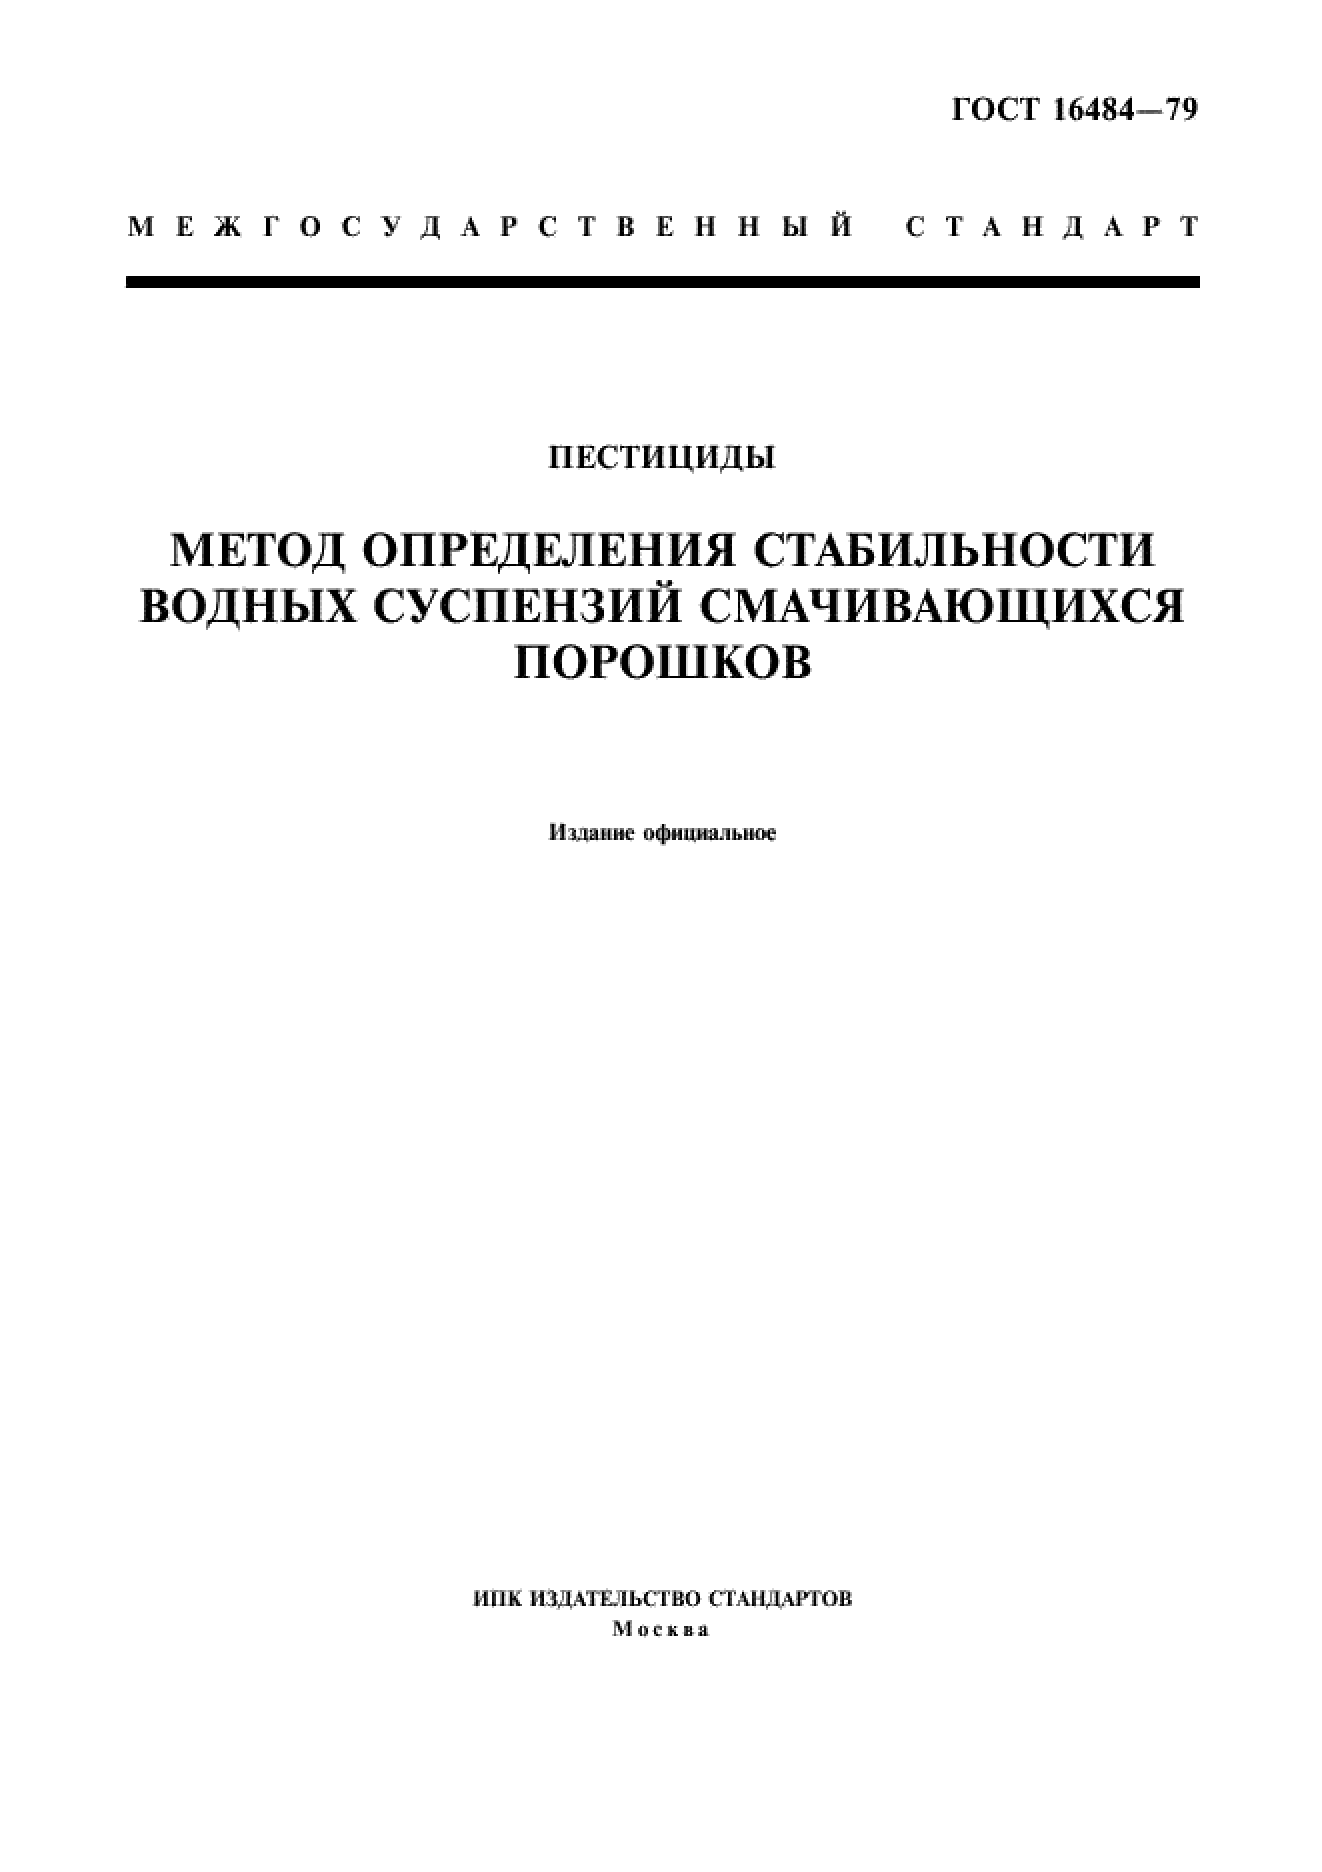 ГОСТ 16484—79
МЕЖГОСУДАРСТВЕННЫЙ СТАНДАРТ
ПЕСТИЦИДЫ
МЕТОД ОПРЕДЕЛЕНИЯ СТАБИЛЬНОСТИ
ВОДНЫХ СУСПЕНЗИЙ СМАЧИВАЮЩИХСЯ
ПОРОШКОВ
Издание официальное
ИПК ИЗДАТЕЛЬСТВО СТАНДАРТОВ
Москва